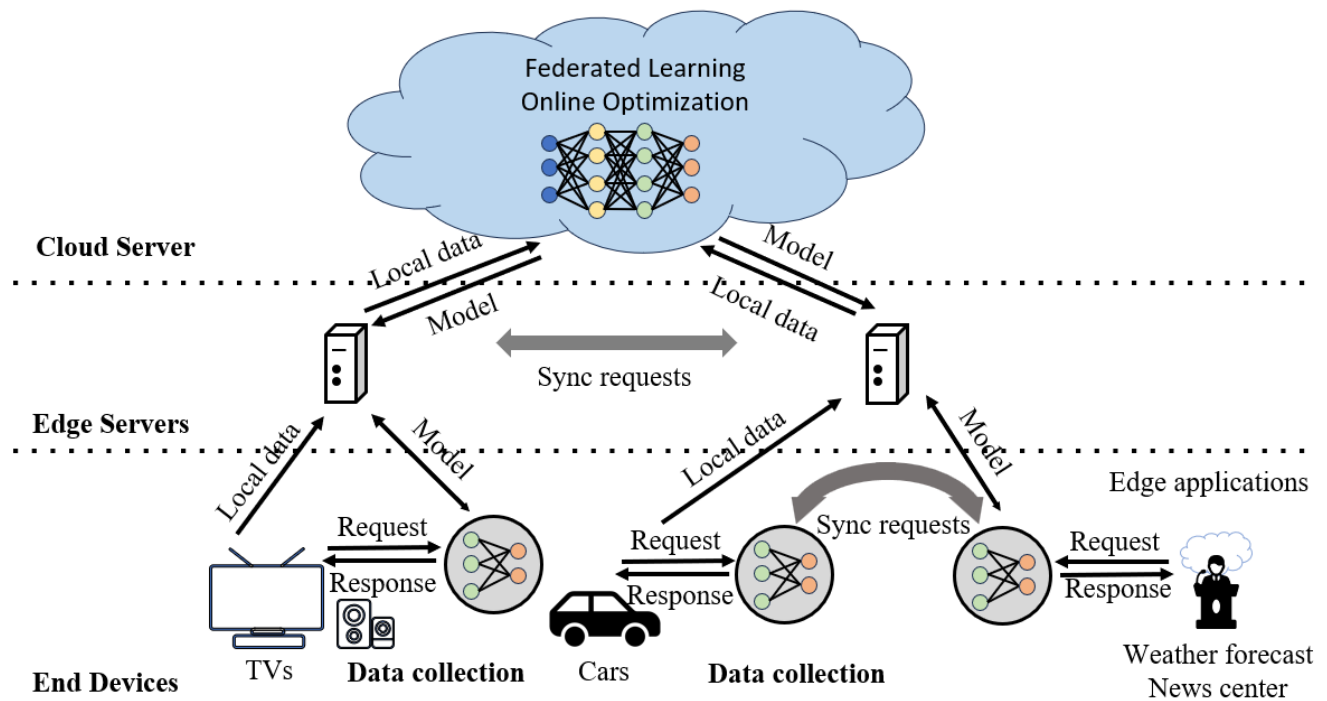 Federated Learning
Online Optimization
Cloud Server
Local data
Model
Model
Local data
Sync requests
Edge Servers
Local data
Model
Local data
Model
Edge applications
Sync requests
Request
Response
Request
Response
Request
Response
TVs
Data collection
Cars
Data collection
Weather forecast
News center
End Devices